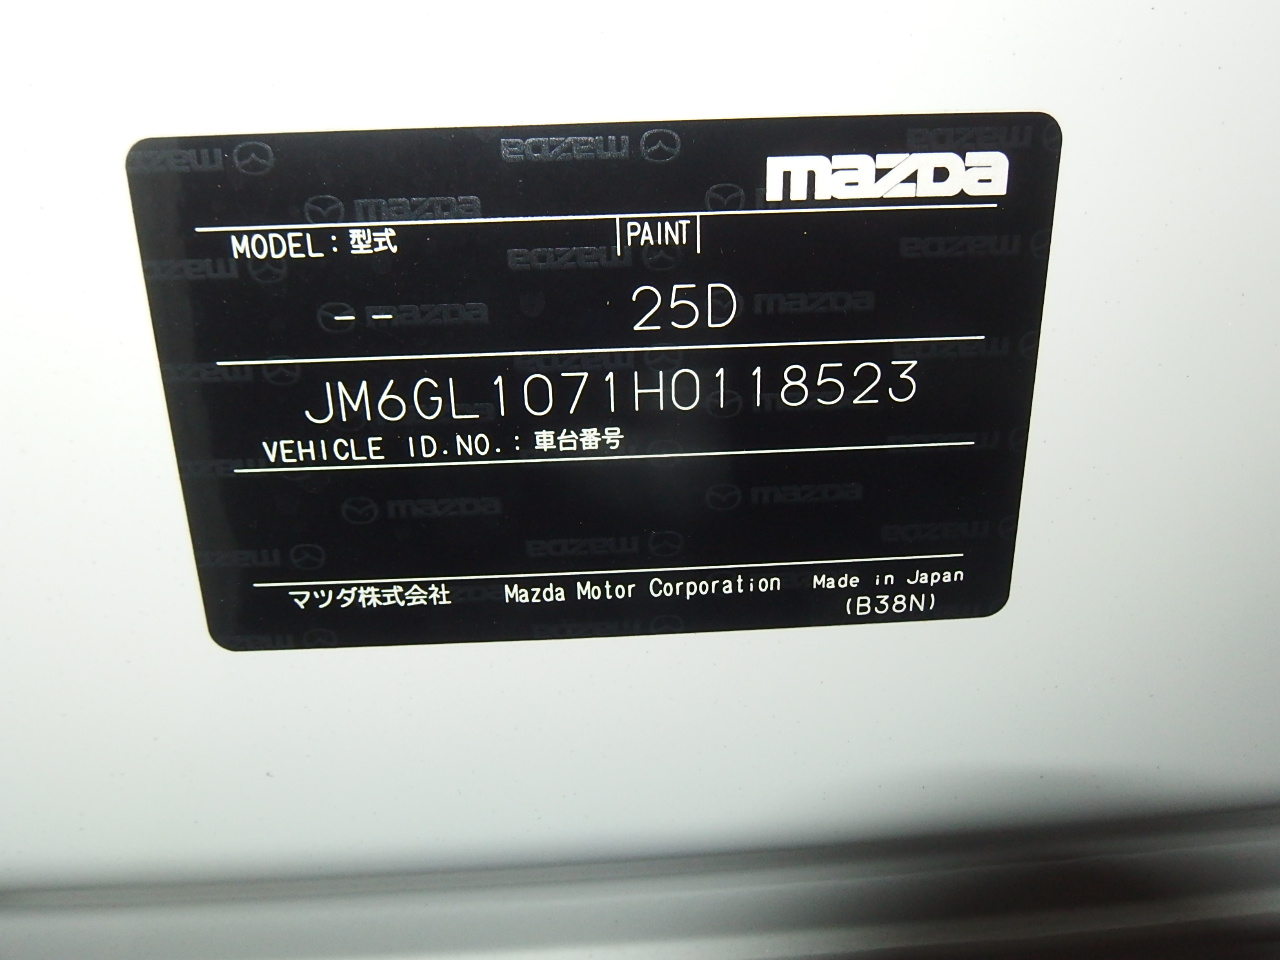 mazda
MODEL : 型式 PAINT
-- 25D
JM6GL1071H0118523
VEHICLE ID.NO. : 車台番号
マツダ株式会社 Mazda Motor Corporation Made in Japan
(B38N)